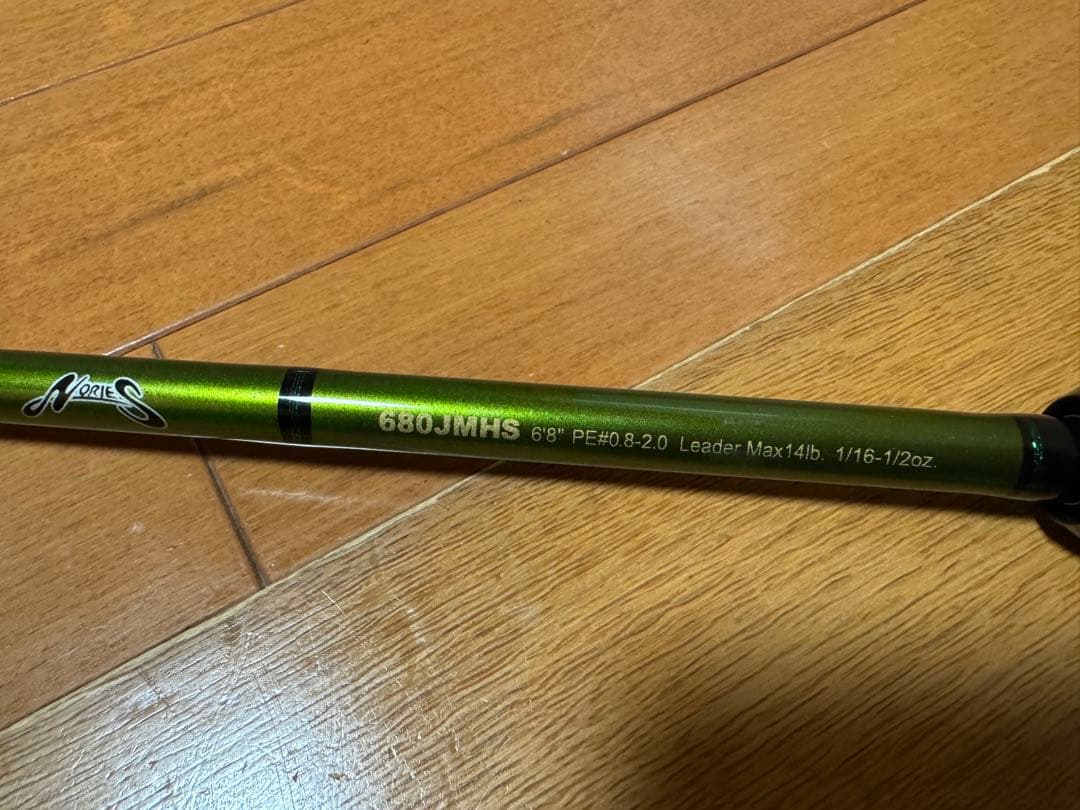 NORIES
680JMHS 6'8" PE#0.8-2.0 Leader Max14lb. 1/16-1/2oz.